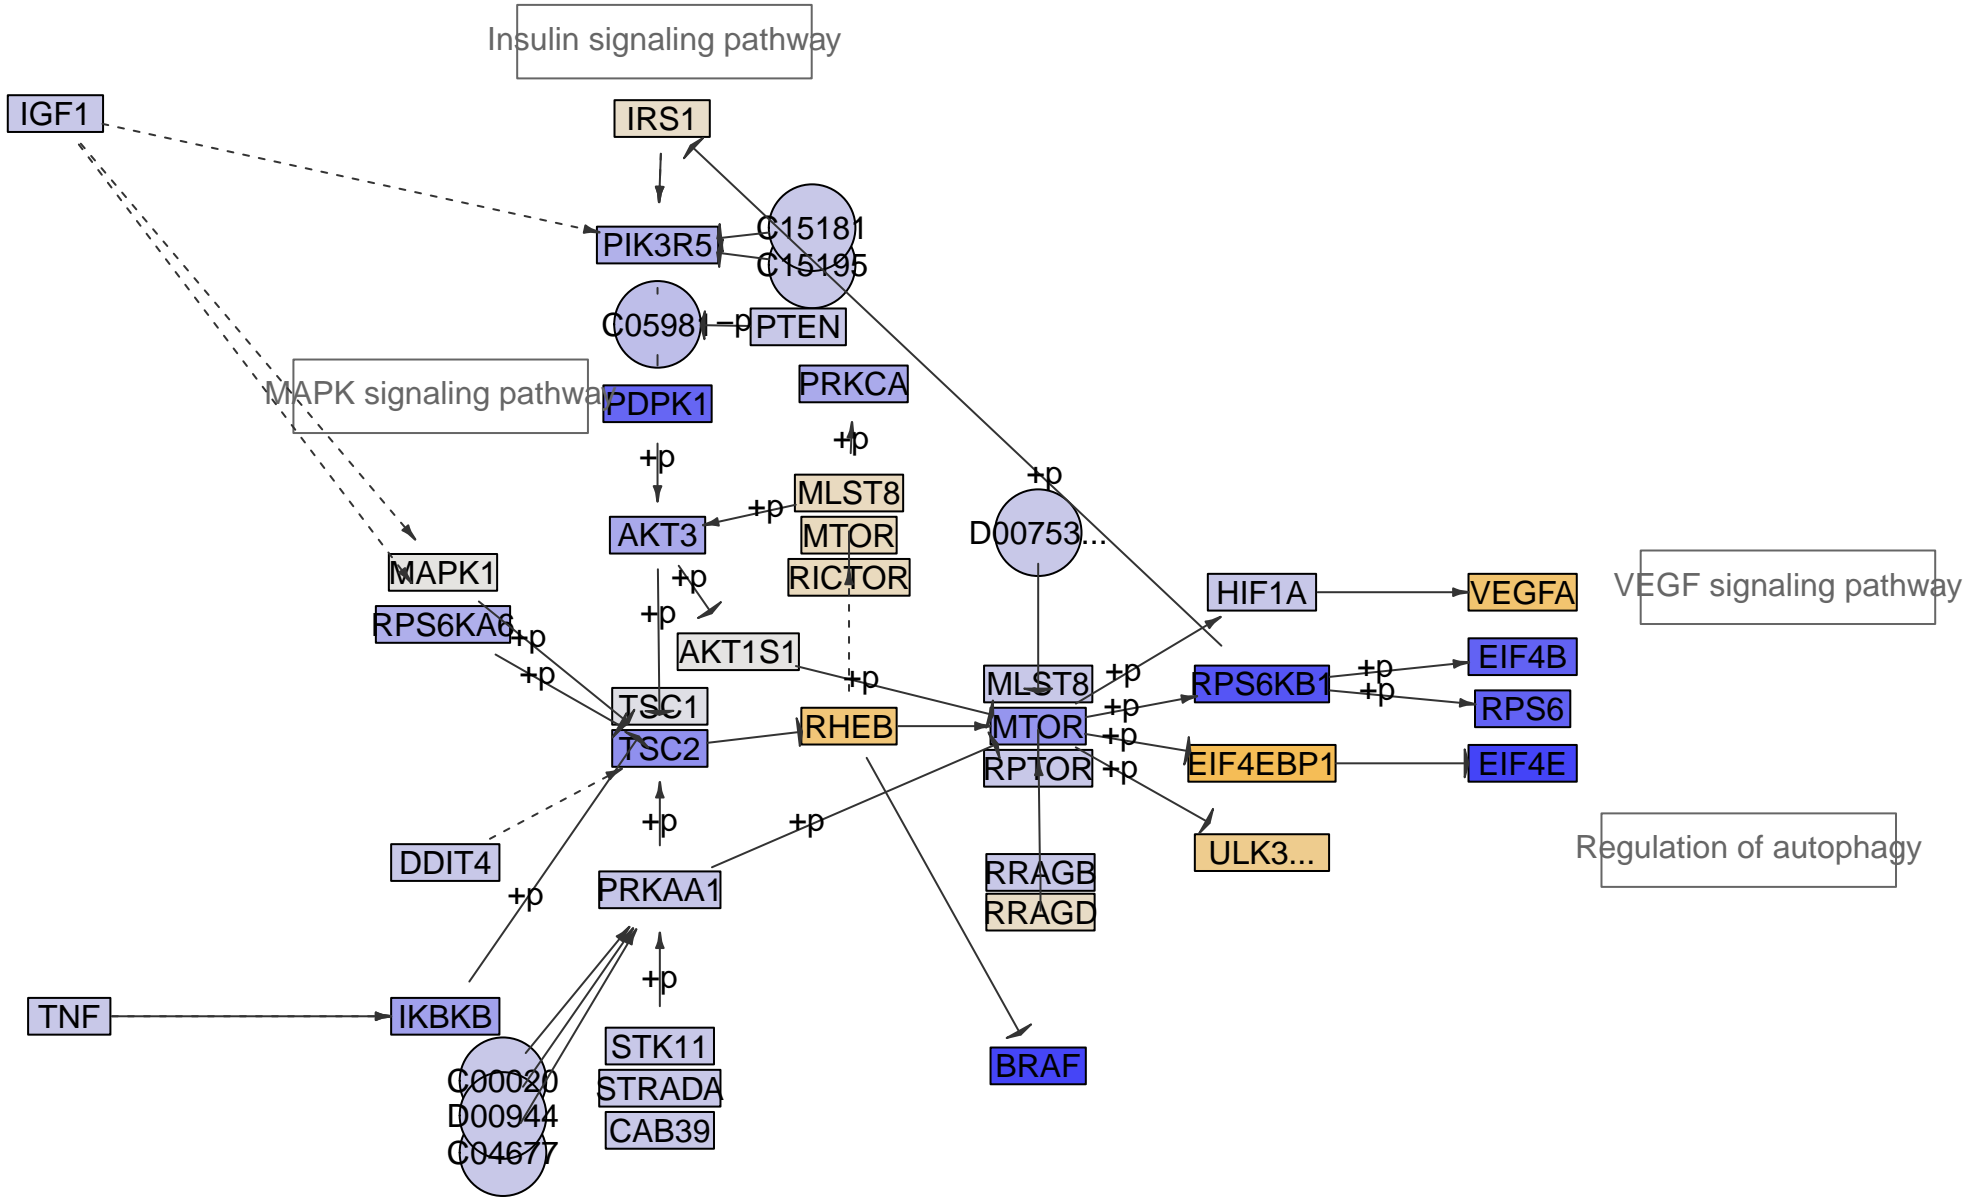 Insulin signaling pathway
IGF1
IRS1
C15181
PIK3R5
C15195
C05981
−p
PTEN
PRKCA
MAPK signaling pathway
PDPK1
+p
+p
+p
MLST8
+p
AKT3
MTOR
D00753...
RICTOR
MAPK1
+p
HIF1A
VEGFA
VEGF signaling pathway
+p
RPS6KA6
+p
AKT1S1
EIF4B
+p
+p
+p
+p
MLST8
RPS6KB1
+p
TSC1
+p
RPS6
RHEB
MTOR
+p
TSC2
RPTOR
+p
EIF4EBP1
EIF4E
+p
+p
DDIT4
ULK3...
Regulation of autophagy
RRAGB
PRKAA1
+p
RRAGD
+p
TNF
IKBKB
STK11
BRAF
C00020
STRADA
D00944
CAB39
C04677